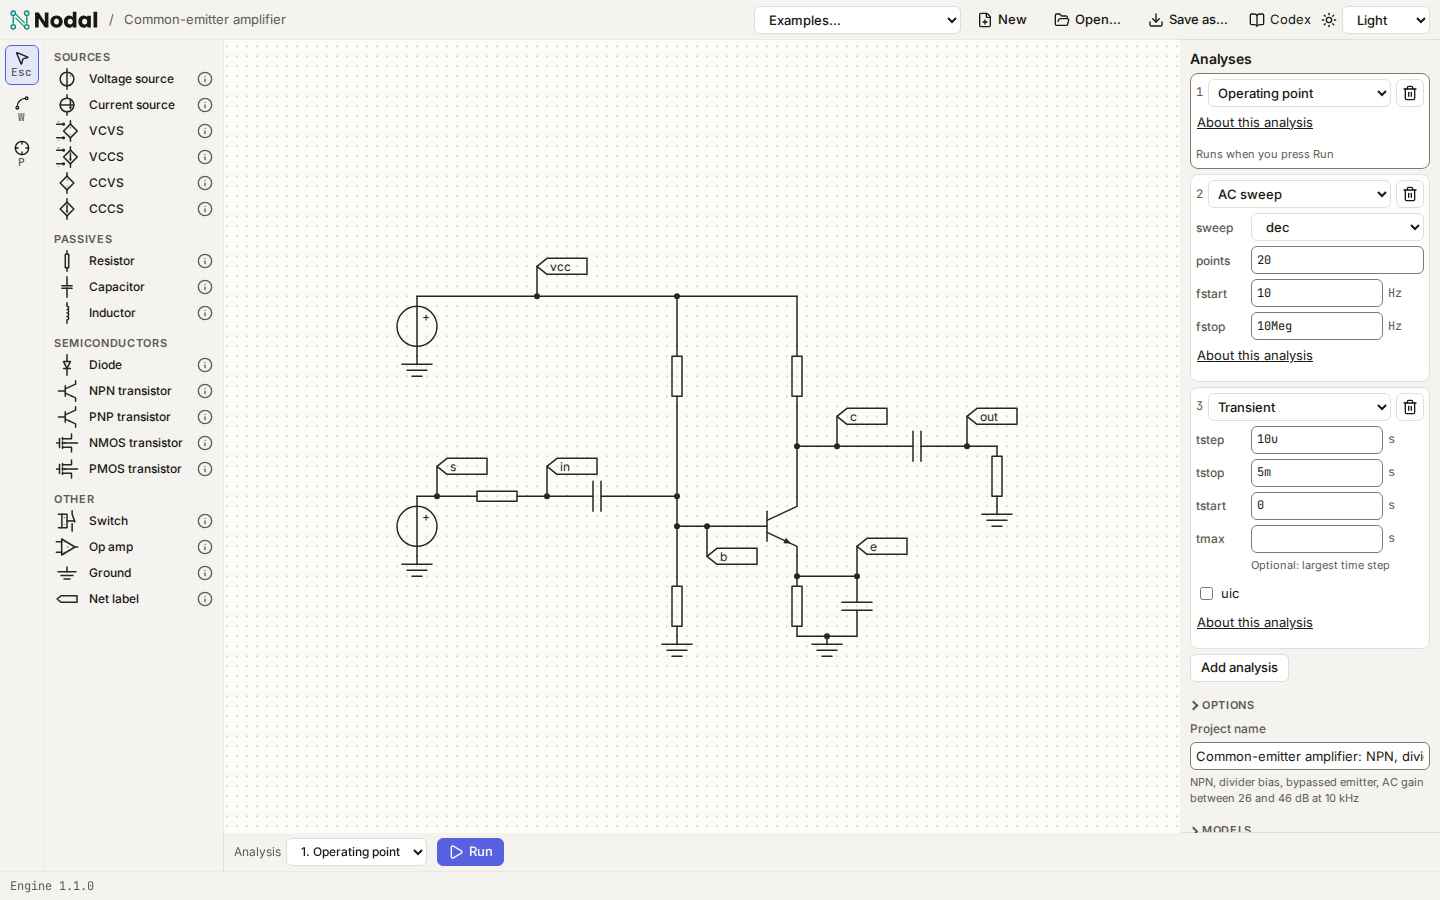 Nodal / Common-emitter amplifier
Examples... New Open... Save as... Codex Light
Esc
W
P
SOURCES
Voltage source
Current source
VCVS
VCCS
CCVS
CCCS
PASSIVES
Resistor
Capacitor
Inductor
SEMICONDUCTORS
Diode
NPN transistor
PNP transistor
NMOS transistor
PMOS transistor
OTHER
Switch
Op amp
Ground
Net label
vcc
+
c
out
s
in
+
b
e
Analyses
1 Operating point
About this analysis
Runs when you press Run
2 AC sweep
sweep dec
points 20
fstart 10 Hz
fstop 10Meg Hz
About this analysis
3 Transient
tstep 10u s
tstop 5m s
tstart 0 s
tmax s
Optional: largest time step
uic
About this analysis
Add analysis
OPTIONS
Project name
Common-emitter amplifier: NPN, divi
NPN, divider bias, bypassed emitter, AC gain
between 26 and 46 dB at 10 kHz
MODELS
Analysis 1. Operating point Run
Engine 1.1.0